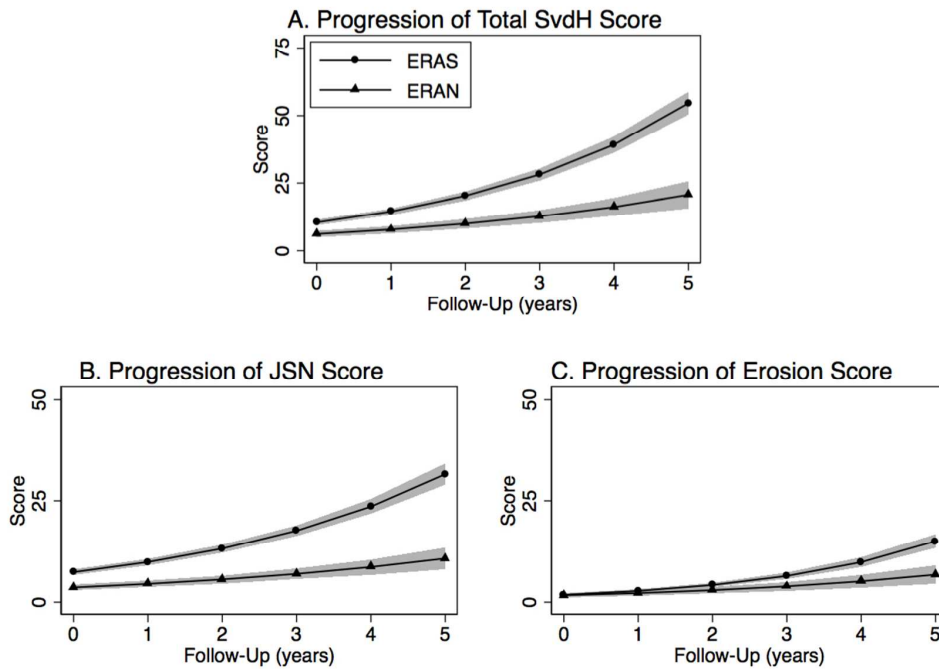 A. Progression of Total SvdH Score
75
50
25
0
Score
ERAS
ERAN
0 1 2 3 4 5
Follow-Up (years)
B. Progression of JSN Score
50
25
0
Score
0 1 2 3 4 5
Follow-Up (years)
C. Progression of Erosion Score
50
25
0
Score
0 1 2 3 4 5
Follow-Up (years)